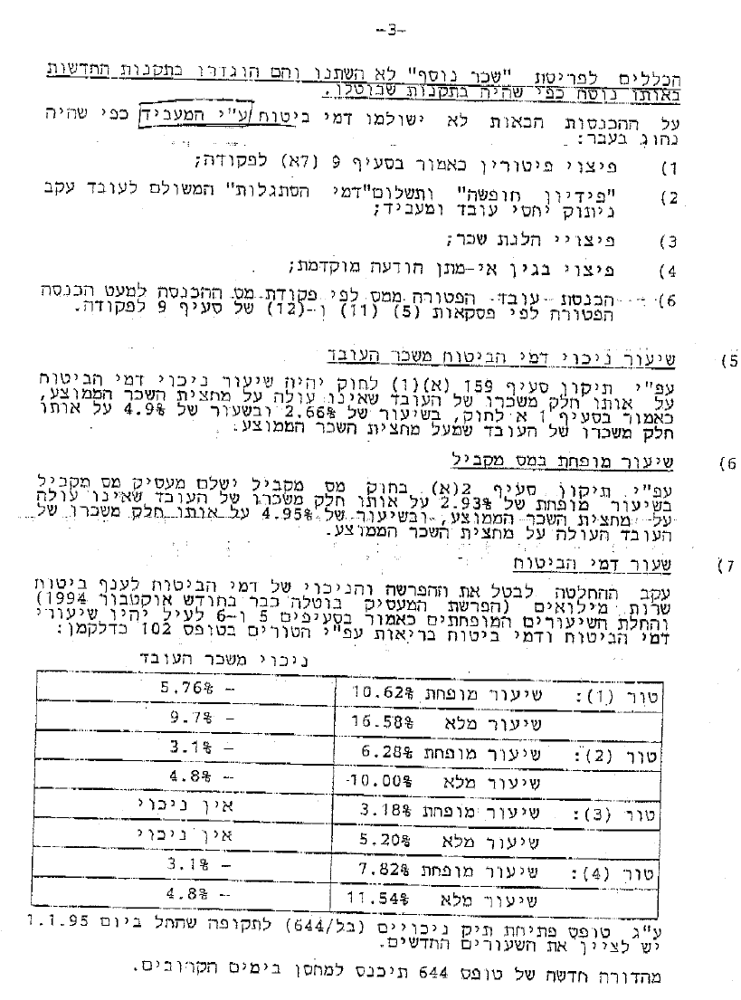 -3-
הכללים לפריטת "שכר נוסף" לא השתנו והם הוגדרו בתקנות החדשות
באותו נוסח כפי שהיה בתקנות שבוטלו.
על ההכנסות הבאות לא ישולמו דמי ביטוח ע"י המעביד כפי שהיה
נהוג בעבר:
1) פיצוי פיטורין כאמור בסעיף 9 (7א) לפקודה;
2) "פידיון חופשה" ותשלום "דמי הסתגלות" המשולם לעובד עקב
ניתוק יחסי עובד ומעביד;
3) פיצויי הלנת שכר;
4) פיצוי בגין אי-מתן הודעה מוקדמת;
6) הכנסת עובד הפטורה ממס לפי פקודת מס ההכנסה למעט הכנסה
הפטורה לפי פסקאות (5) (11) ו-(12) של סעיף 9 לפקודה.
5) שיעור ניכוי דמי הביטוח משכר העובד
עפ"י תיקון סעיף 159 (א)(1) לחוק יהיה שיעור ניכוי דמי הביטוח
על אותו חלק משכרו של העובד שאינו עולה על מחצית השכר הממוצע,
כאמור בסעיף 1 א לחוק, בשיעור של 2.66% ובשעור של 4.9% על אותו
חלק משכרו של העובד שמעל מחצית השכר הממוצע.
6) שיעור מופחת במס מקביל
עפ"י תיקון סעיף 2(א) בחוק מס מקביל ישלם מעסיק מס מקביל
בשיעור מופחת של 2.93% על אותו חלק משכרו של העובד שאינו עולה
על מחצית השכר הממוצע, ובשיעור של 4.95% על אותו חלק משכרו של
העובד העולה על מחצית השכר הממוצע.
7) שעור דמי הביטוח
עקב ההחלטה לבטל את ההפרשה והניכוי של דמי הביטוח לענף ביטוח
שרות מילואים (הפרשת המעסיק בוטלה כבר בחודש אוקטבור 1994)
והחלת השיעורים המופחתים כאמור בסעיפים 5 ו-6 לעיל יהיו שיעורי
דמי הביטוח ודמי ביטוח בריאות עפ"י הטורים בטופס 102 כדלקמן:
ניכוי משכר העובד
טור (1): שיעור מופחת 10.62% - 5.76%
שיעור מלא 16.58% - 9.7%
טור (2): שיעור מופחת 6.28% - 3.1%
שיעור מלא 10.00% - 4.8%
טור (3): שיעור מופחת 3.18% אין ניכוי
שיעור מלא 5.20% אין ניכוי
טור (4): שיעור מופחת 7.82% - 3.1%
שיעור מלא 11.54% - 4.8%
ע"ג טופס פתיחת תיק ניכויים (בל/644) לתקופה שהחל ביום 1.1.95
יש לציין את השעורים החדשים.
מהדורה חדשה של טופס 644 תיכנס למחסן בימים הקרובים.